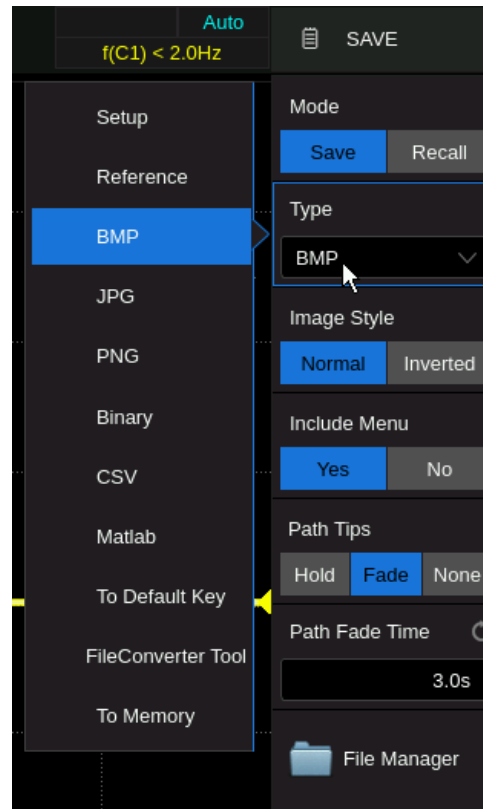 Auto
f(C1) < 2.0Hz
SAVE
Setup
Reference
BMP
JPG
PNG
Binary
CSV
Matlab
To Default Key
FileConverter Tool
To Memory
Mode
Save Recall
Type
BMP
Image Style
Normal Inverted
Include Menu
Yes No
Path Tips
Hold Fade None
Path Fade Time
3.0s
File Manager